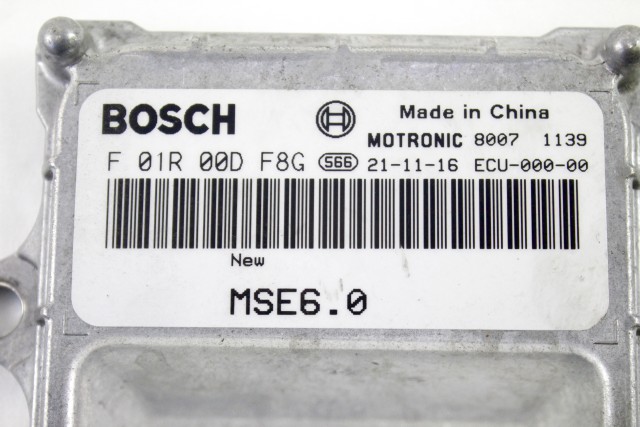 BOSCH Made in China
MOTRONIC 8007 1139
F 01R 00D F8G 566 21-11-16 ECU-000-00
New
MSE6.0